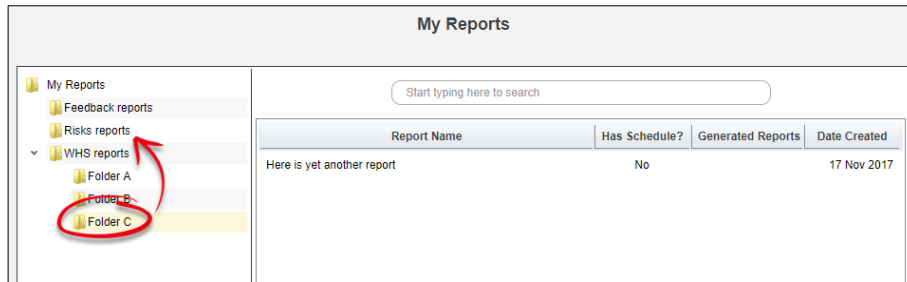 My Reports
My Reports
Feedback reports
Risks reports
WHS reports
Folder A
Folder B
Folder C
Start typing here to search
Report Name Has Schedule? Generated Reports Date Created
Here is yet another report No 17 Nov 2017